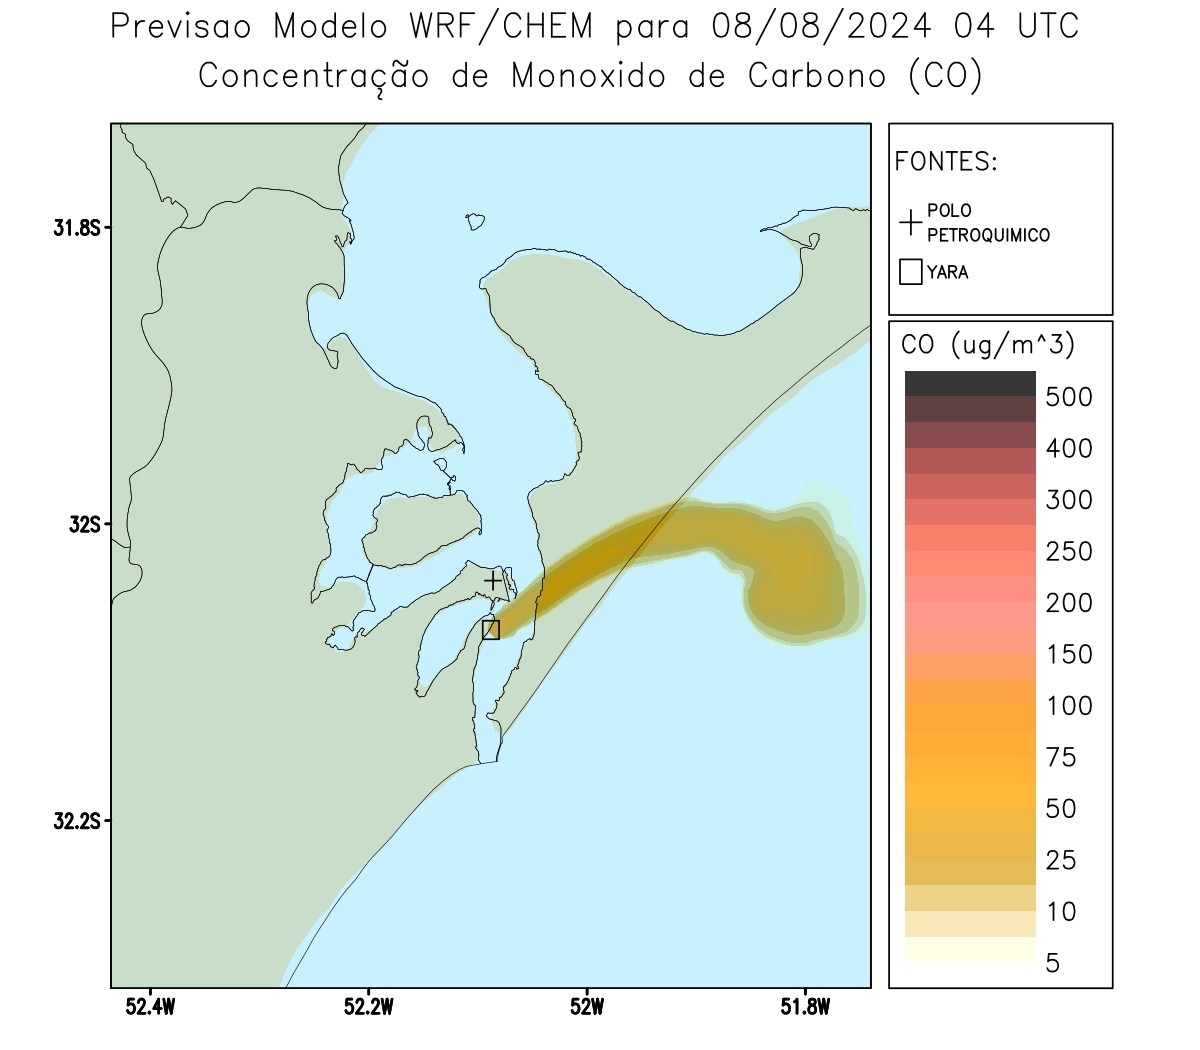 Previsao Modelo WRF/CHEM para 08/08/2024 04 UTC
Concentração de Monoxido de Carbono (CO)
FONTES:
POLO
PETROQUIMICO
YARA
31.8S
32S
32.2S
52.4W
52.2W
52W
51.8W
CO (ug/m^3)
500
400
300
250
200
150
100
75
50
25
10
5